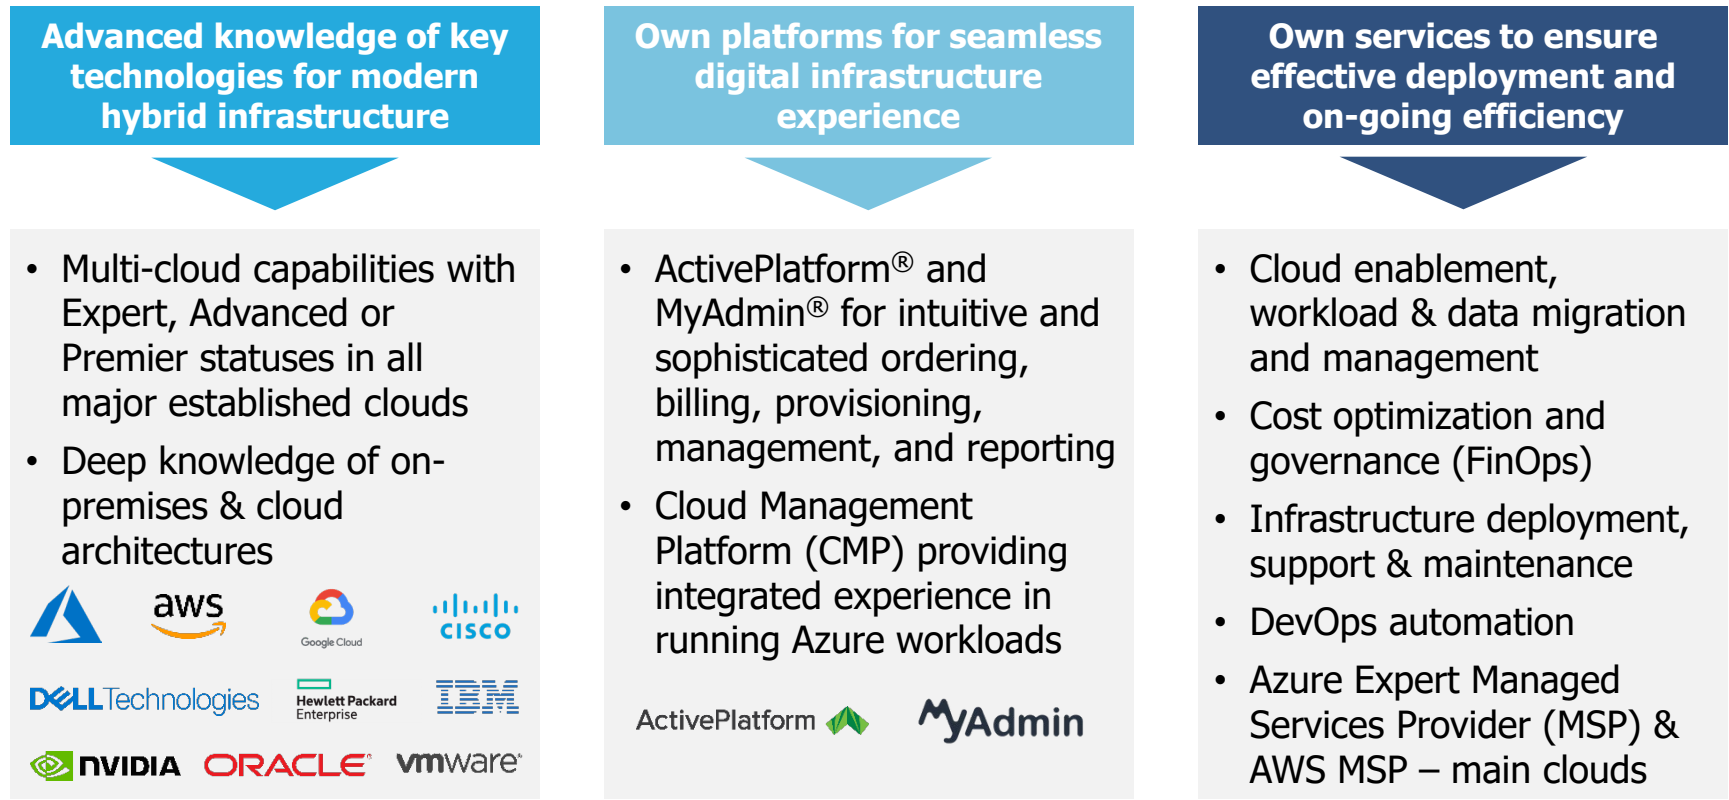 Advanced knowledge of key
technologies for modern
hybrid infrastructure
• Multi-cloud capabilities with
Expert, Advanced or
Premier statuses in all
major established clouds
• Deep knowledge of on-
premises & cloud
architectures
aws
Google Cloud
CISCO
DELLTechnologies
Hewlett Packard
Enterprise
IBM
NVIDIA
ORACLE®
vmware®
Own platforms for seamless
digital infrastructure
experience
• ActivePlatform® and
MyAdmin® for intuitive and
sophisticated ordering,
billing, provisioning,
management, and reporting
• Cloud Management
Platform (CMP) providing
integrated experience in
running Azure workloads
ActivePlatform
MyAdmin
Own services to ensure
effective deployment and
on-going efficiency
• Cloud enablement,
workload & data migration
and management
• Cost optimization and
governance (FinOps)
• Infrastructure deployment,
support & maintenance
• DevOps automation
• Azure Expert Managed
Services Provider (MSP) &
AWS MSP – main clouds